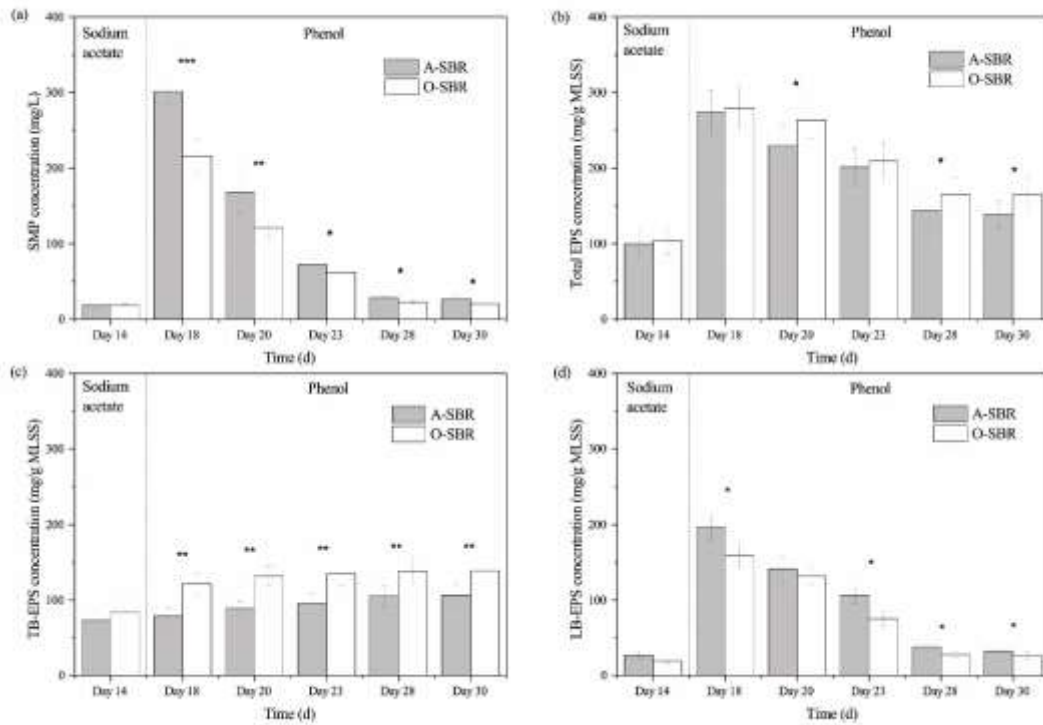 (a)
400
300
200
100
0
SMP concentration (mg/L)
Sodium
acetate
Phenol
A-SBR
O-SBR
***
**
*
*
*
Day 14 Day 18 Day 20 Day 23 Day 28 Day 30
Time (d)
(b)
400
300
200
100
0
Total EPS concentration (mg/g MLSS)
Sodium
acetate
Phenol
A-SBR
O-SBR
*
*
*
Day 14 Day 18 Day 20 Day 23 Day 28 Day 30
Time (d)
(c)
400
300
200
100
0
TB-EPS concentration (mg/g MLSS)
Sodium
acetate
Phenol
A-SBR
O-SBR
** ** ** ** **
Day 14 Day 18 Day 20 Day 23 Day 28 Day 30
Time (d)
(d)
400
300
200
100
0
LB-EPS concentration (mg/g MLSS)
Sodium
acetate
Phenol
A-SBR
O-SBR
*
*
*
*
Day 14 Day 18 Day 20 Day 23 Day 28 Day 30
Time (d)